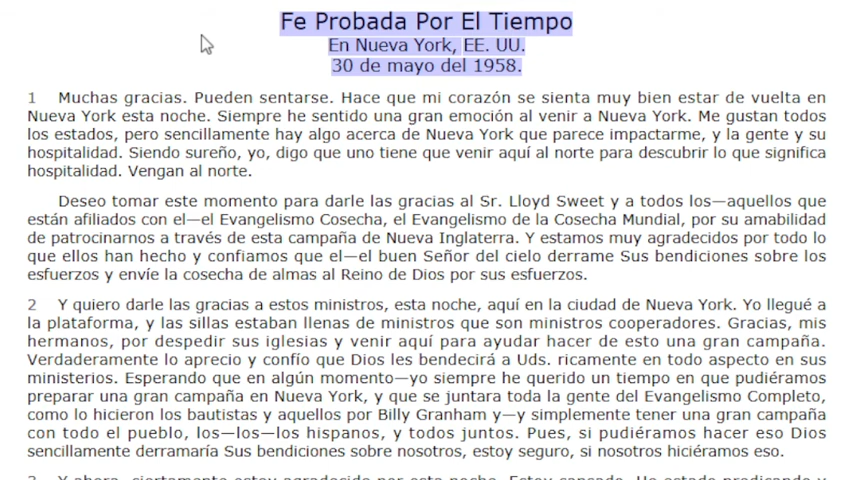 Fe Probada Por El Tiempo
En Nueva York, EE. UU.
30 de mayo del 1958.
1 Muchas gracias. Pueden sentarse. Hace que mi corazón se sienta muy bien estar de vuelta en
Nueva York esta noche. Siempre he sentido una gran emoción al venir a Nueva York. Me gustan todos
los estados, pero sencillamente hay algo acerca de Nueva York que parece impactarme, y la gente y su
hospitalidad. Siendo sureño, yo, digo que uno tiene que venir aquí al norte para descubrir lo que significa
hospitalidad. Vengan al norte.
Deseo tomar este momento para darle las gracias al Sr. Lloyd Sweet y a todos los—aquellos que
están afiliados con el—el Evangelismo Cosecha, el Evangelismo de la Cosecha Mundial, por su amabilidad
de patrocinarnos a través de esta campaña de Nueva Inglaterra. Y estamos muy agradecidos por todo lo
que ellos han hecho y confiamos que el—el buen Señor del cielo derrame Sus bendiciones sobre los
esfuerzos y envíe la cosecha de almas al Reino de Dios por sus esfuerzos.
2 Y quiero darle las gracias a estos ministros, esta noche, aquí en la ciudad de Nueva York. Yo llegué a
la plataforma, y las sillas estaban llenas de ministros que son ministros cooperadores. Gracias, mis
hermanos, por despedir sus iglesias y venir aquí para ayudar hacer de esto una gran campaña.
Verdaderamente lo aprecio y confío que Dios les bendecirá a Uds. ricamente en todo aspecto en sus
ministerios. Esperando que en algún momento—yo siempre he querido un tiempo en que pudiéramos
preparar una gran campaña en Nueva York, y que se juntara toda la gente del Evangelismo Completo,
como lo hicieron los bautistas y aquellos por Billy Granham y—y simplemente tener una gran campaña
con todo el pueblo, los—los—los hispanos, y todos juntos. Pues, si pudiéramos hacer eso Dios
sencillamente derramaría Sus bendiciones sobre nosotros, estoy seguro, si nosotros hiciéramos eso.
3 Y ahora, ciertamente estoy agradecido por esta noche. Estoy cansado. He estado predicando y